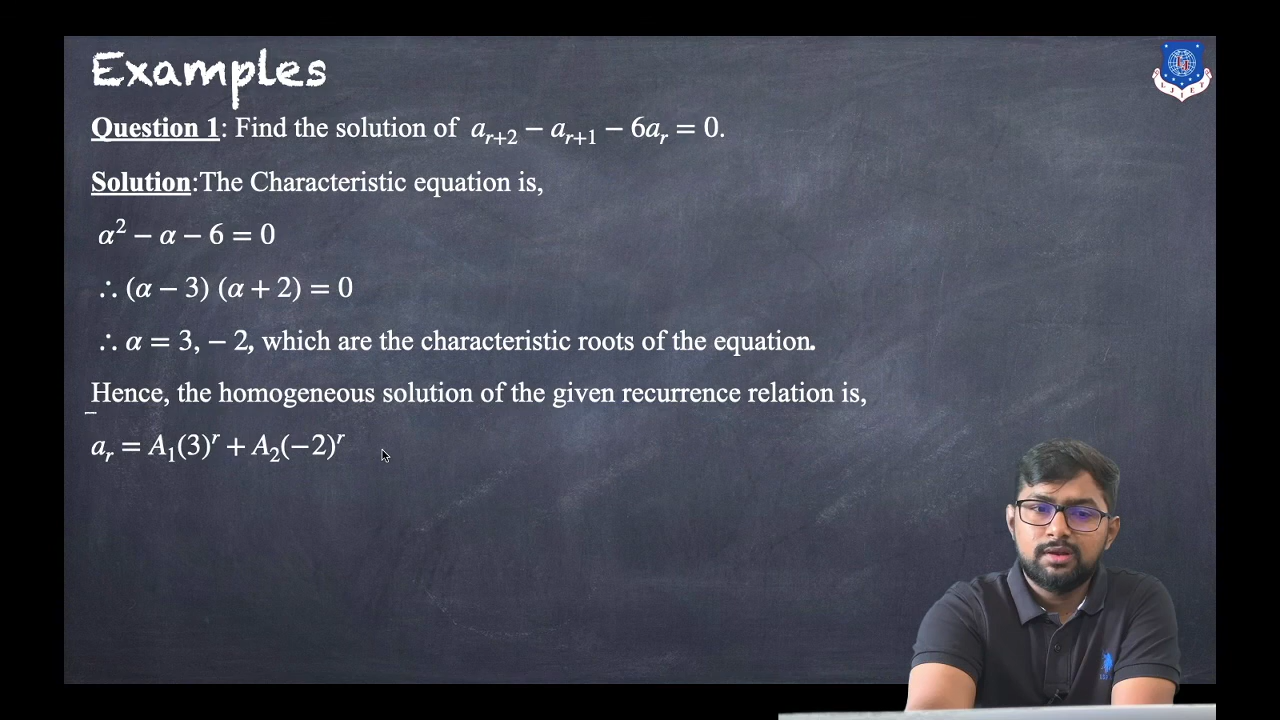 Examples
Question 1: Find the solution of a_{r+2} − a_{r+1} − 6a_r = 0.
Solution:The Characteristic equation is,
α² − α − 6 = 0
∴ (α − 3) (α + 2) = 0
∴ α = 3, − 2, which are the characteristic roots of the equation.
Hence, the homogeneous solution of the given recurrence relation is,
a_r = A₁(3)^r + A₂(−2)^r